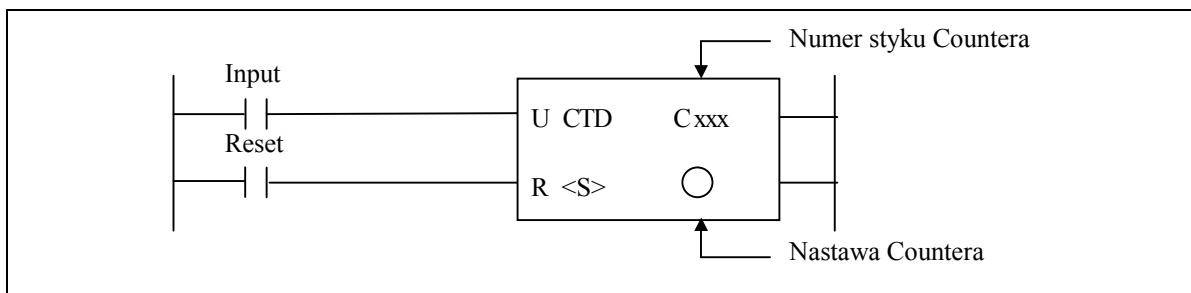 Numer styku Countera
Input
U CTD Cxxx
Reset
R <S>
Nastawa Countera